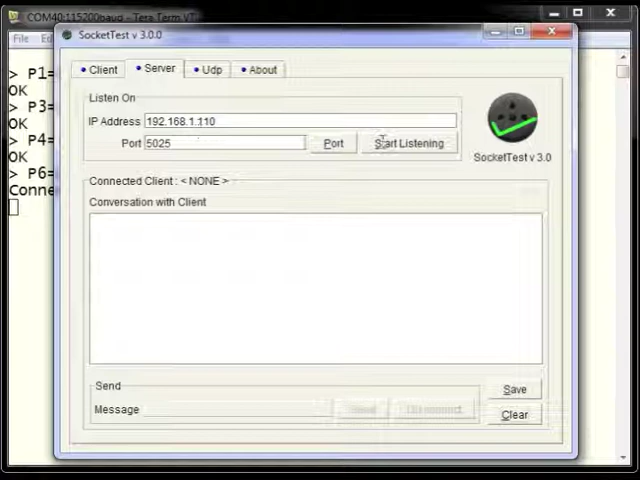 COM40:115200baud - Tera Term VT
SocketTest v 3.0.0
File
Client
Server
Udp
About
> P1=
OK
> P3=
OK
> P4=
OK
> P6=
Conne
Listen On
IP Address 192.168.1.110
Port 5025
Port
Start Listening
SocketTest v 3.0
Connected Client : < NONE >
Conversation with Client
Send
Message
Save
Clear